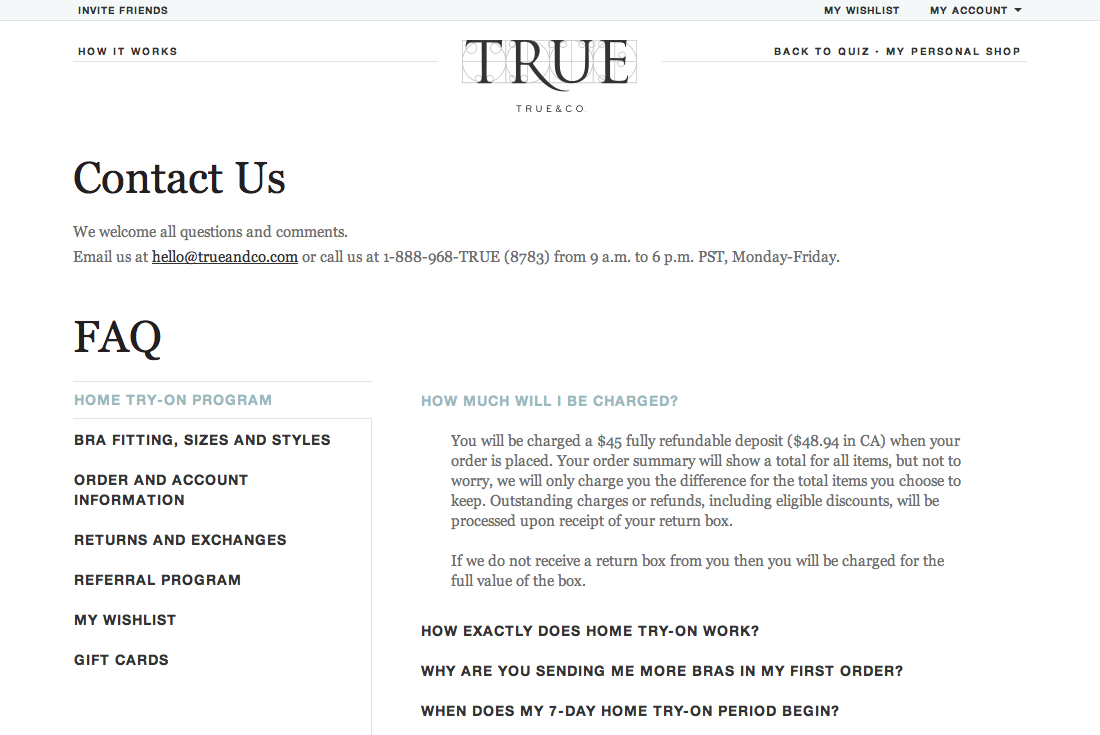 INVITE FRIENDS
MY WISHLIST
MY ACCOUNT
HOW IT WORKS
TRUE
BACK TO QUIZ · MY PERSONAL SHOP
TRUE&CO.
Contact Us
We welcome all questions and comments.
Email us at hello@trueandco.com or call us at 1-888-968-TRUE (8783) from 9 a.m. to 6 p.m. PST, Monday-Friday.
FAQ
HOME TRY-ON PROGRAM
BRA FITTING, SIZES AND STYLES
ORDER AND ACCOUNT
INFORMATION
RETURNS AND EXCHANGES
REFERRAL PROGRAM
MY WISHLIST
GIFT CARDS
HOW MUCH WILL I BE CHARGED?
You will be charged a $45 fully refundable deposit ($48.94 in CA) when your
order is placed. Your order summary will show a total for all items, but not to
worry, we will only charge you the difference for the total items you choose to
keep. Outstanding charges or refunds, including eligible discounts, will be
processed upon receipt of your return box.
If we do not receive a return box from you then you will be charged for the
full value of the box.
HOW EXACTLY DOES HOME TRY-ON WORK?
WHY ARE YOU SENDING ME MORE BRAS IN MY FIRST ORDER?
WHEN DOES MY 7-DAY HOME TRY-ON PERIOD BEGIN?